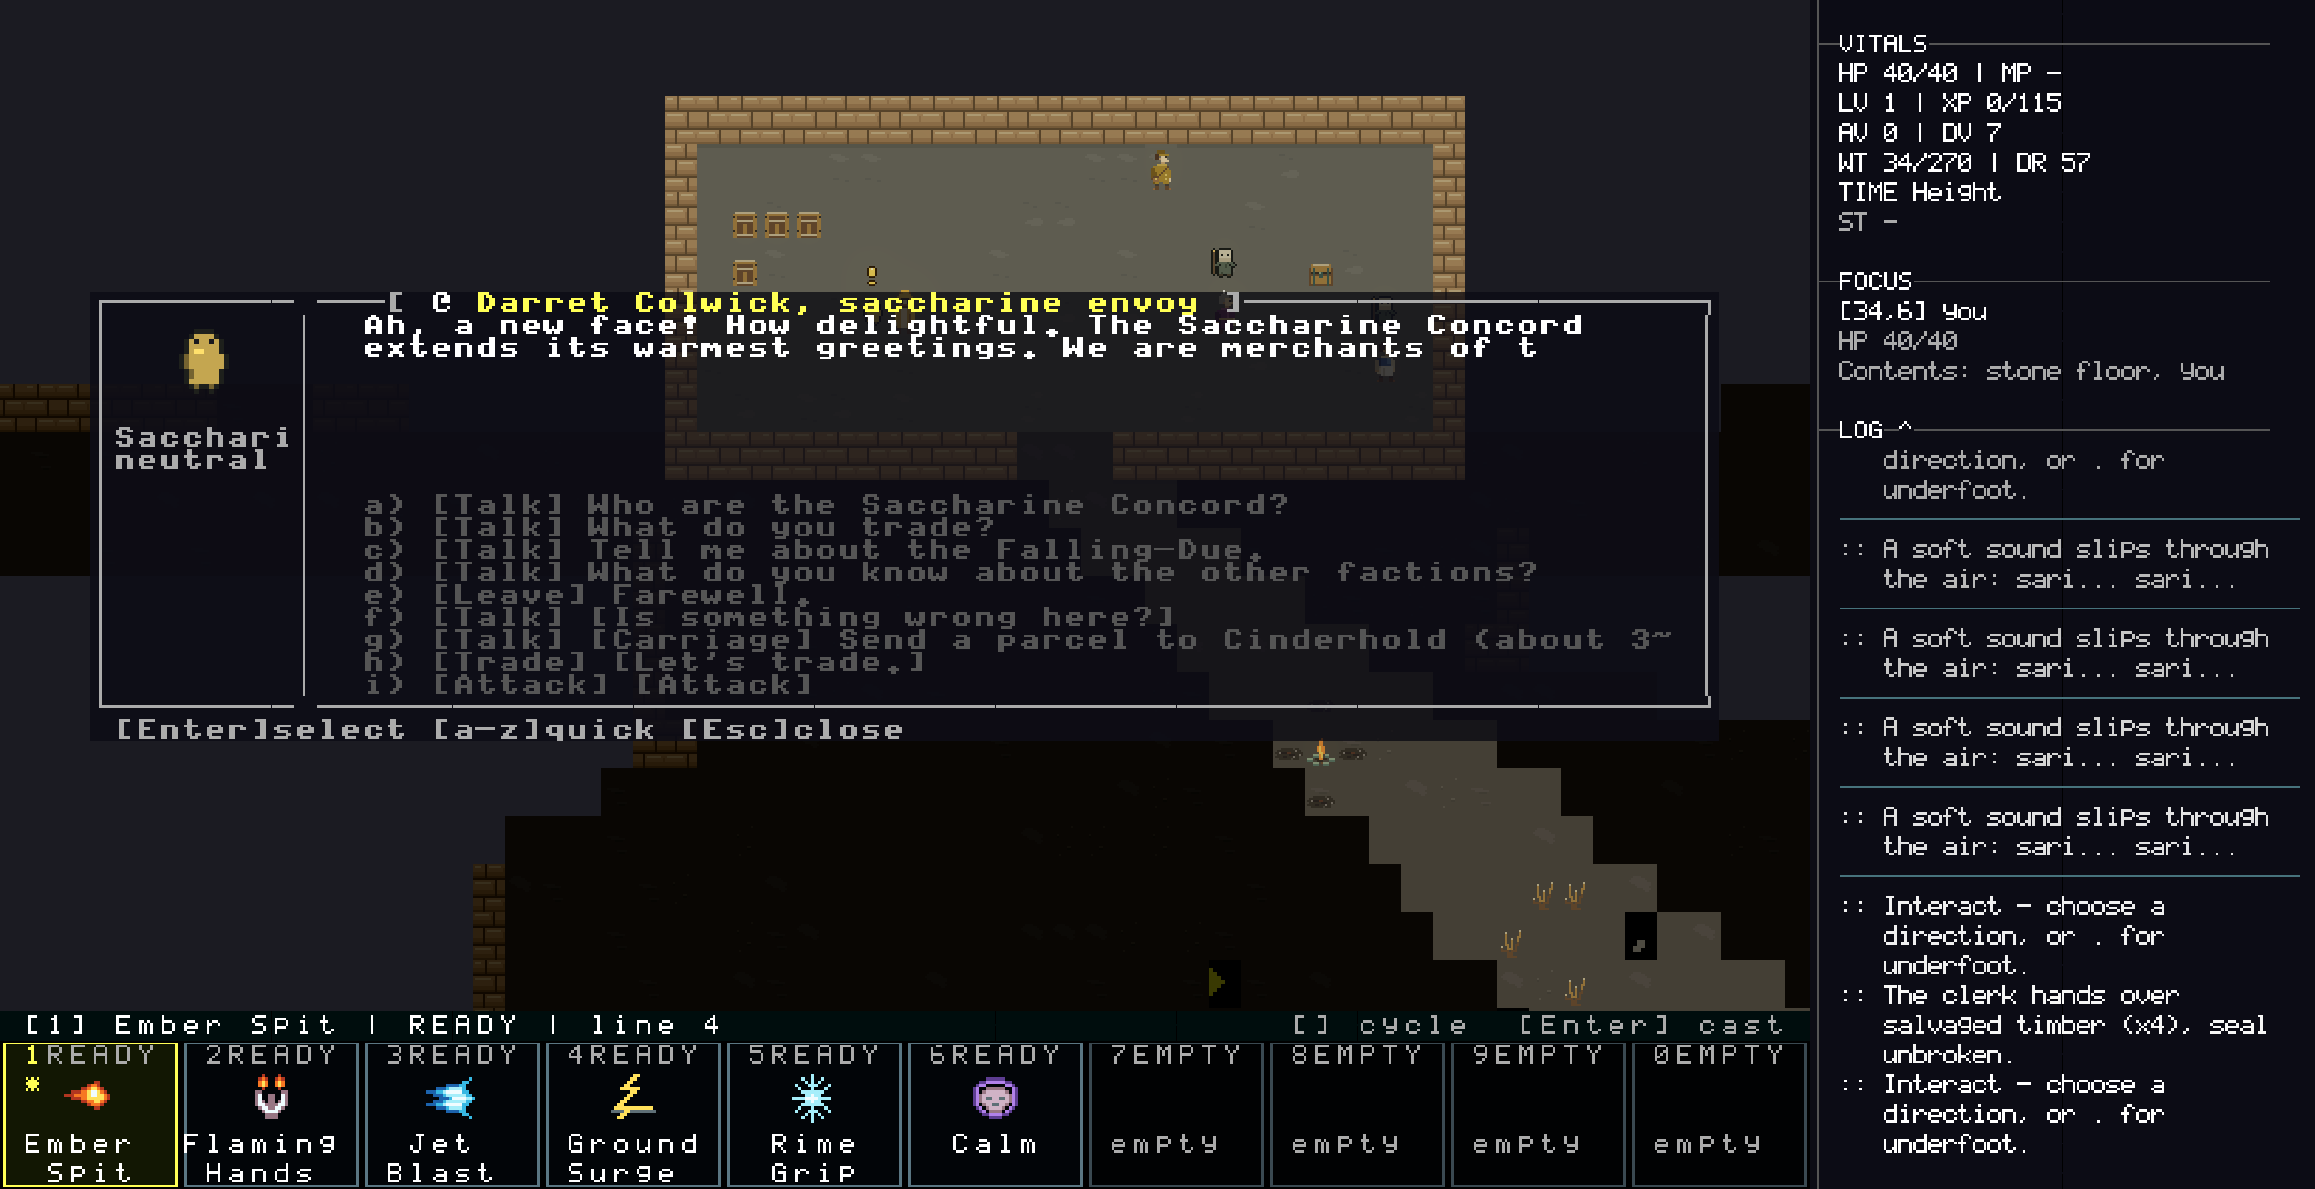 [ @ Darret Colwick, saccharine envoy ]
Ah, a new face! How delightful. The Saccharine Concord
extends its warmest greetings. We are merchants of t
Sacchari
neutral
a) [Talk] Who are the Saccharine Concord?
b) [Talk] What do you trade?
c) [Talk] Tell me about the Falling-Due.
d) [Talk] What do you know about the other factions?
e) [Leave] Farewell.
f) [Talk] [Is something wrong here?]
g) [Talk] [Carriage] Send a parcel to Cinderhold (about 3~
h) [Trade] [Let's trade.]
i) [Attack] [Attack]
[Enter]select [a-z]quick [Esc]close
[1] Ember Spit | READY | line 4
[] cycle [Enter] cast
1READY
Ember
Spit
2READY
Flaming
Hands
3READY
Jet
Blast
4READY
Ground
Surge
5READY
Rime
Grip
6READY
Calm
7EMPTY
empty
8EMPTY
empty
9EMPTY
empty
0EMPTY
empty
VITALS
HP 40/40 | MP -
LV 1 | XP 0/115
AV 0 | DV 7
WT 34/270 | DR 57
TIME Height
ST -
FOCUS
[34,6] You
HP 40/40
Contents: stone floor, You
LOG ^
direction, or . for
underfoot.
:: A soft sound slips through
the air: sari... sari...
:: A soft sound slips through
the air: sari... sari...
:: A soft sound slips through
the air: sari... sari...
:: A soft sound slips through
the air: sari... sari...
:: Interact - choose a
direction, or . for
underfoot.
:: The clerk hands over
salvaged timber (x4), seal
unbroken.
:: Interact - choose a
direction, or . for
underfoot.